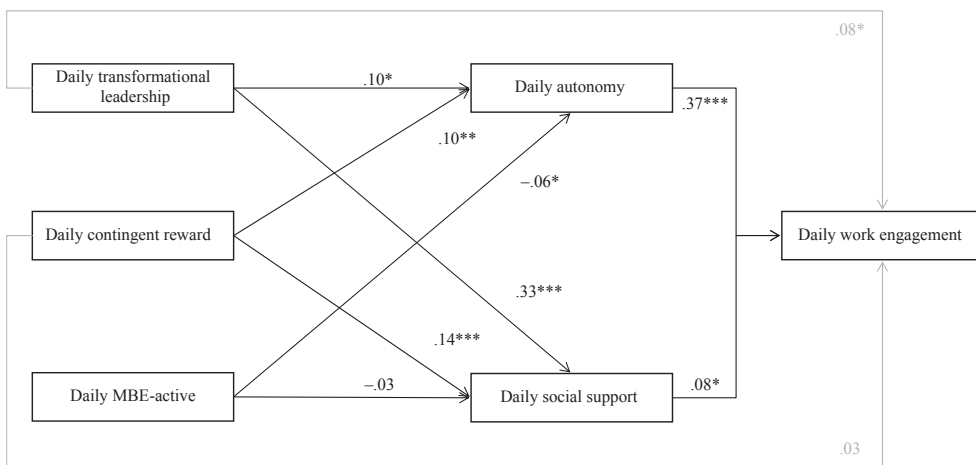 .08*
Daily transformational
leadership
.10*
Daily autonomy
.37***
.10**
–.06*
Daily contingent reward
Daily work engagement
.33***
.14***
Daily MBE-active
–.03
Daily social support
.08*
.03